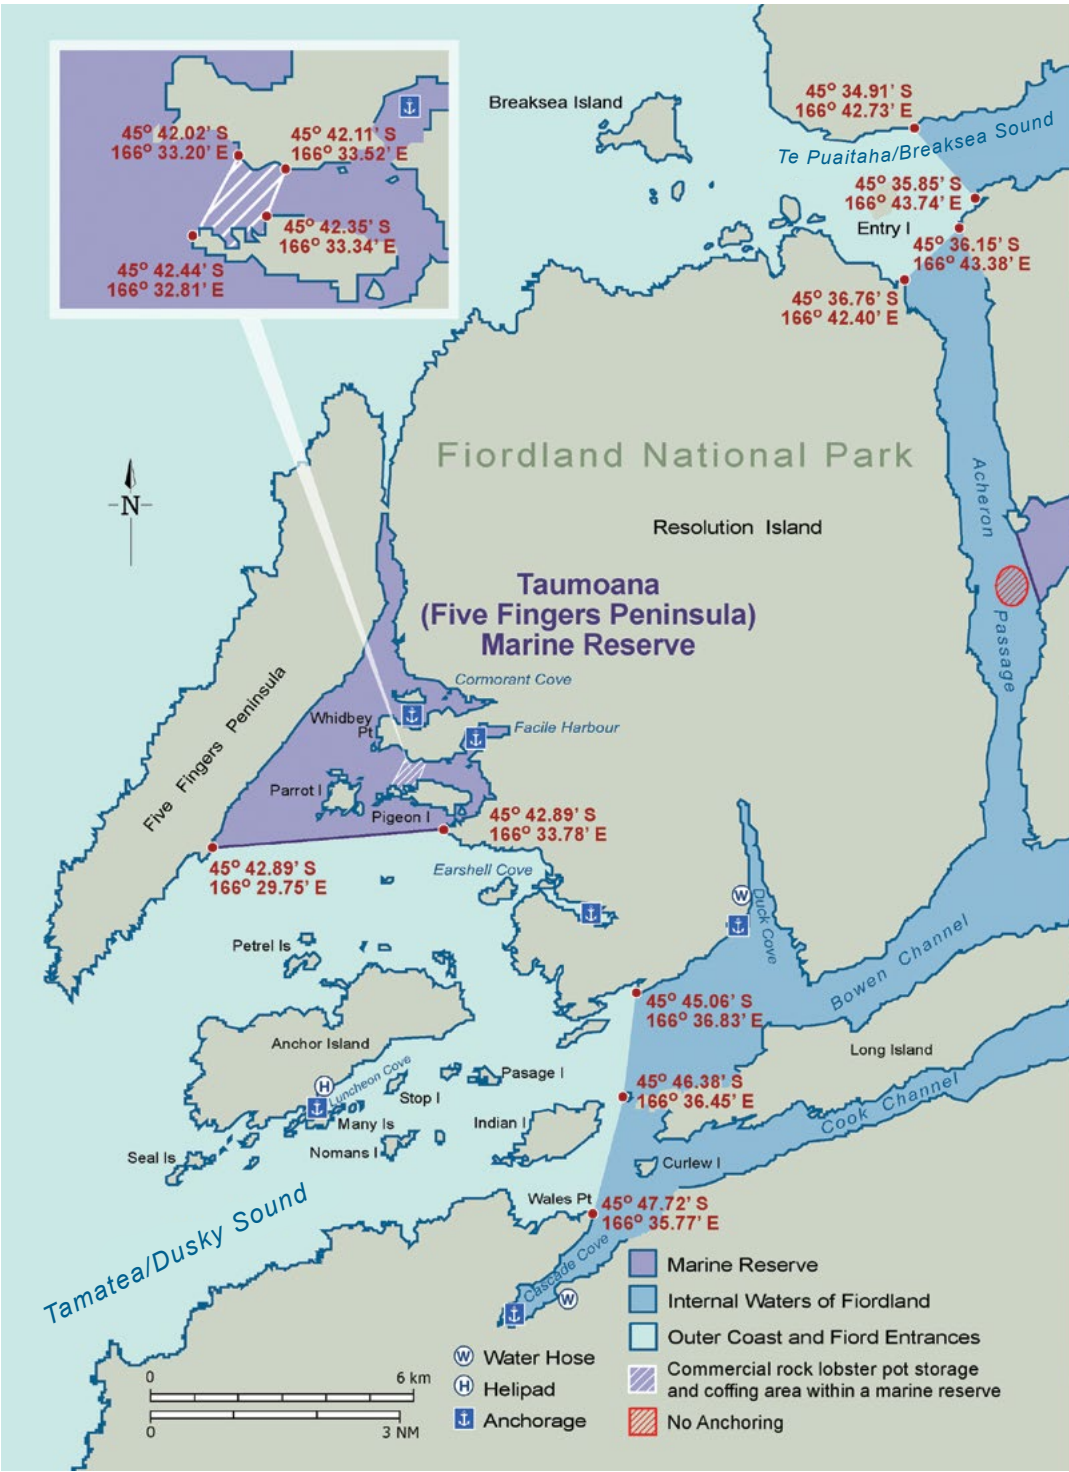 45° 42.02' S
166° 33.20' E
45° 42.11' S
166° 33.52' E
45° 42.35' S
166° 33.34' E
45° 42.44' S
166° 32.81' E
Breaksea Island
45° 34.91' S
166° 42.73' E
Te Puaitaha/Breaksea Sound
45° 35.85' S
166° 43.74' E
Entry I
45° 36.15' S
166° 43.38' E
45° 36.76' S
166° 42.40' E
Fiordland National Park
N
Acheron
Resolution Island
Taumoana
(Five Fingers Peninsula)
Marine Reserve
Passage
Five Fingers Peninsula
Cormorant Cove
Whidbey
Pt
Facile Harbour
Parrot I
Pigeon I
45° 42.89' S
166° 33.78' E
45° 42.89' S
166° 29.75' E
Earshell Cove
W
Duck Cove
Petrel Is
Bowen Channel
45° 45.06' S
166° 36.83' E
Anchor Island
Long Island
H
Luncheon Cove
Pasage I
45° 46.38' S
166° 36.45' E
Stop I
Cook Channel
Many Is
Indian I
Nomans I
Seal Is
Curlew I
Tamatea/Dusky Sound
Wales Pt
45° 47.72' S
166° 35.77' E
Cascade Cove
W
Marine Reserve
Internal Waters of Fiordland
Outer Coast and Fiord Entrances
Commercial rock lobster pot storage
and coffing area within a marine reserve
No Anchoring
W Water Hose
H Helipad
Anchorage
0 6 km
0 3 NM